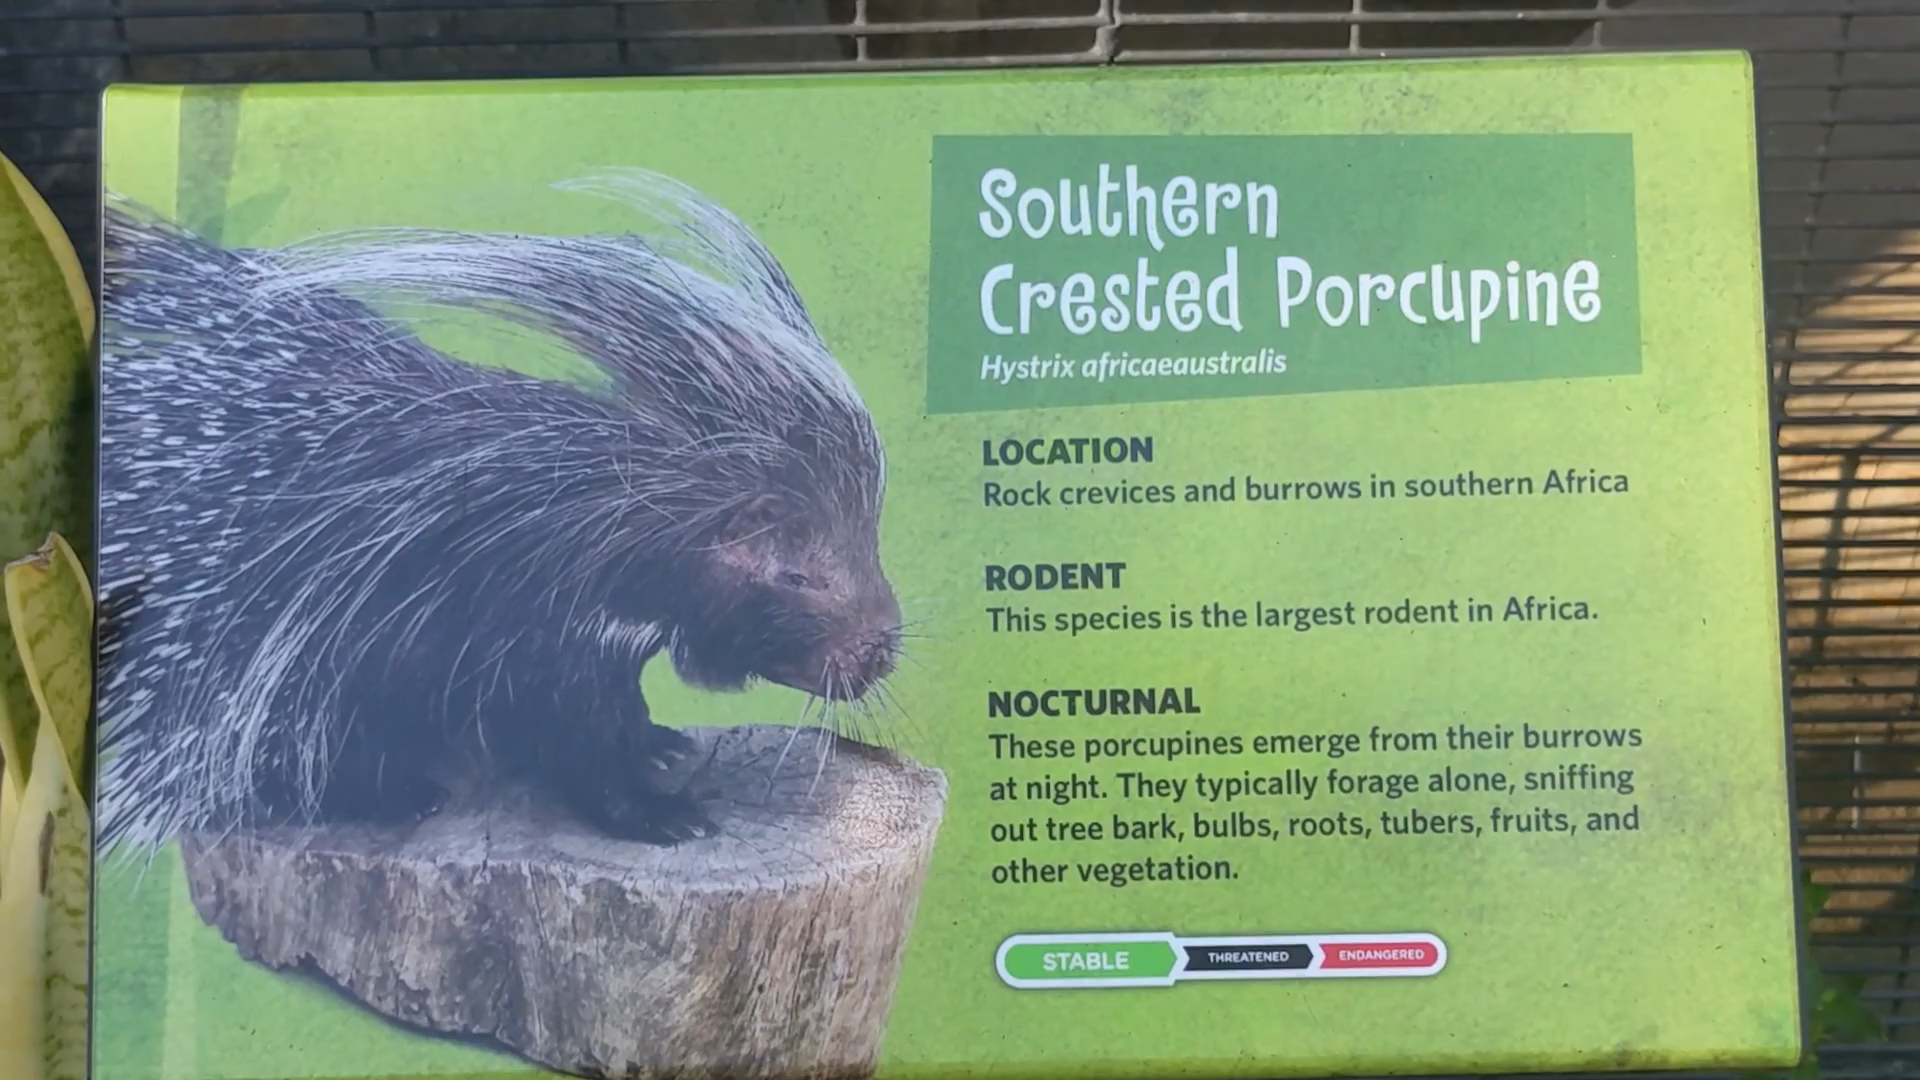 Southern
Crested Porcupine
Hystrix africaeaustralis
LOCATION
Rock crevices and burrows in southern Africa
RODENT
This species is the largest rodent in Africa.
NOCTURNAL
These porcupines emerge from their burrows
at night. They typically forage alone, sniffing
out tree bark, bulbs, roots, tubers, fruits, and
other vegetation.
STABLE THREATENED ENDANGERED